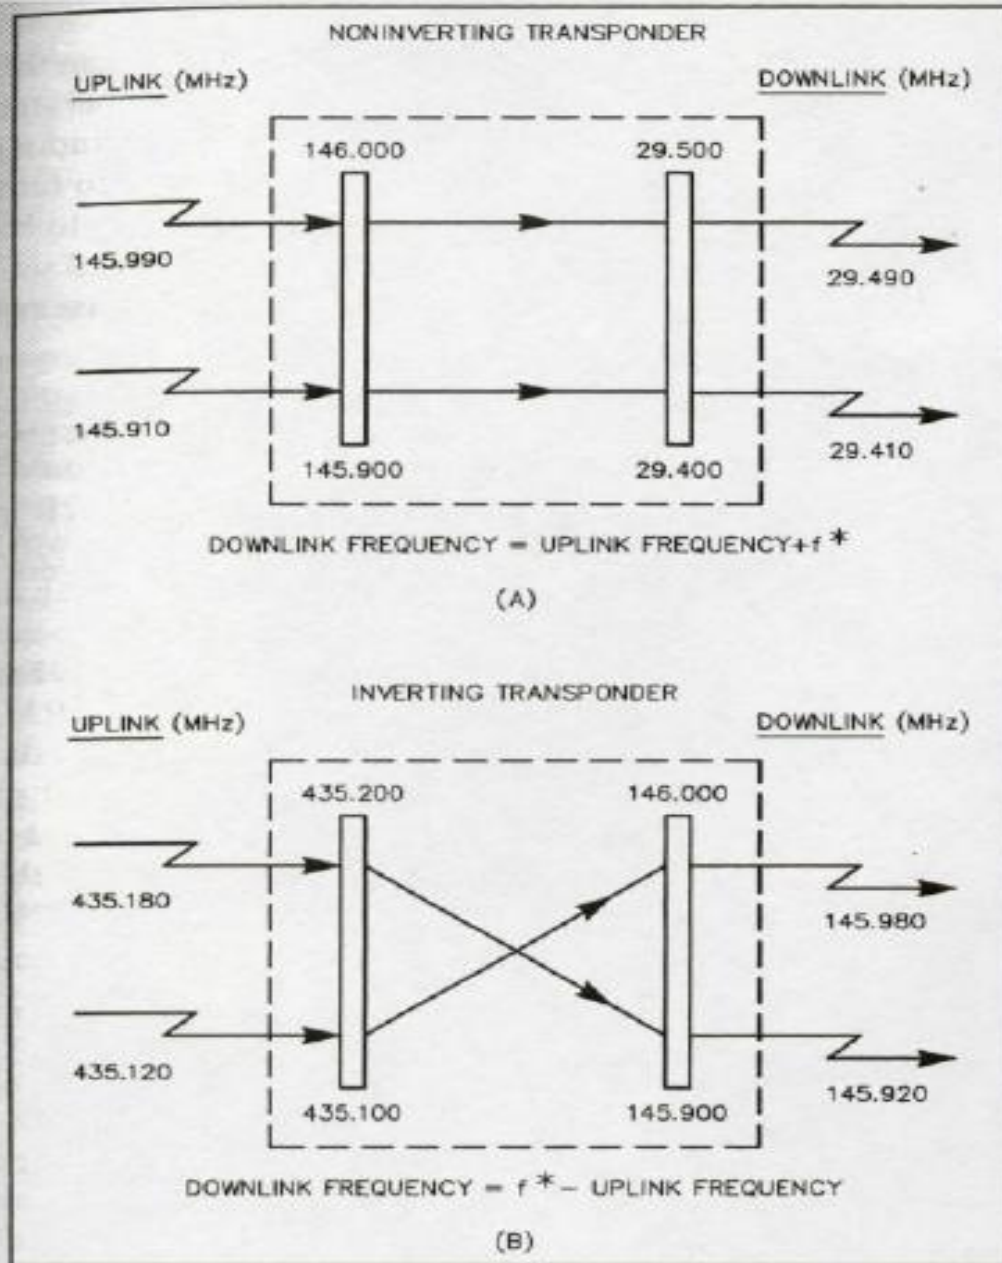 NONINVERTING TRANSPONDER
UPLINK (MHz)
DOWNLINK (MHz)
146.000
29.500
145.990
29.490
145.910
29.410
145.900
29.400
DOWNLINK FREQUENCY = UPLINK FREQUENCY+f*
(A)
INVERTING TRANSPONDER
UPLINK (MHz)
DOWNLINK (MHz)
435.200
146.000
435.180
145.980
435.120
145.920
435.100
145.900
DOWNLINK FREQUENCY = f*- UPLINK FREQUENCY
(B)